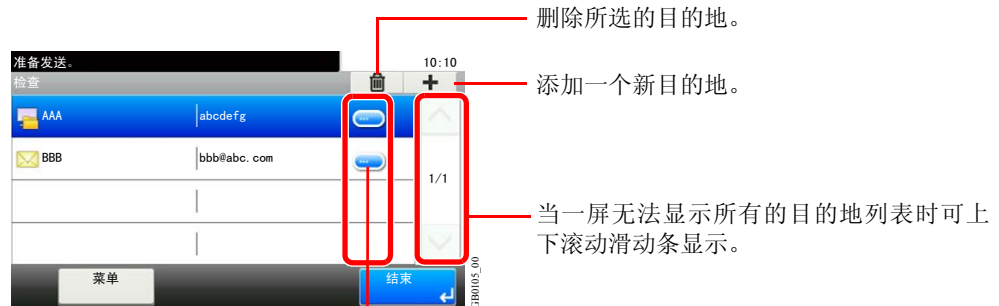 删除所选的目的地。
准备发送。
10:10
检查
添加一个新目的地。
AAA
abcdefg
BBB
bbb@abc.com
1/1
当一屏无法显示所有的目的地列表时可上
下滚动滑动条显示。
菜单
结束